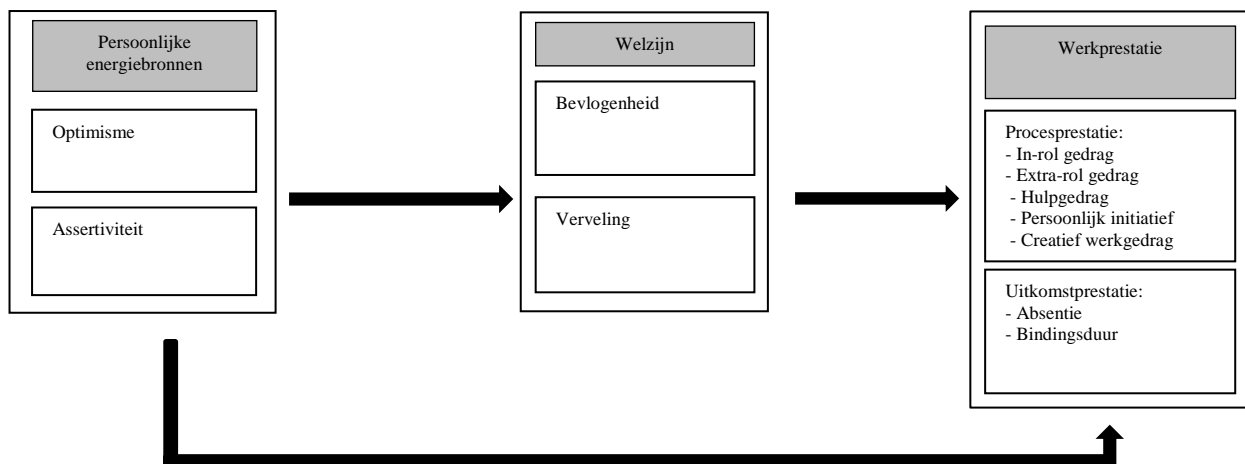 Persoonlijke
energiebronnen
Optimisme
Assertiviteit
Welzijn
Bevlogenheid
Verveling
Werkprestatie
Procesprestatie:
- In-rol gedrag
- Extra-rol gedrag
- Hulpgedrag
- Persoonlijk initiatief
- Creatief werkgedrag
Uitkomstprestatie:
- Absentie
- Bindingsduur